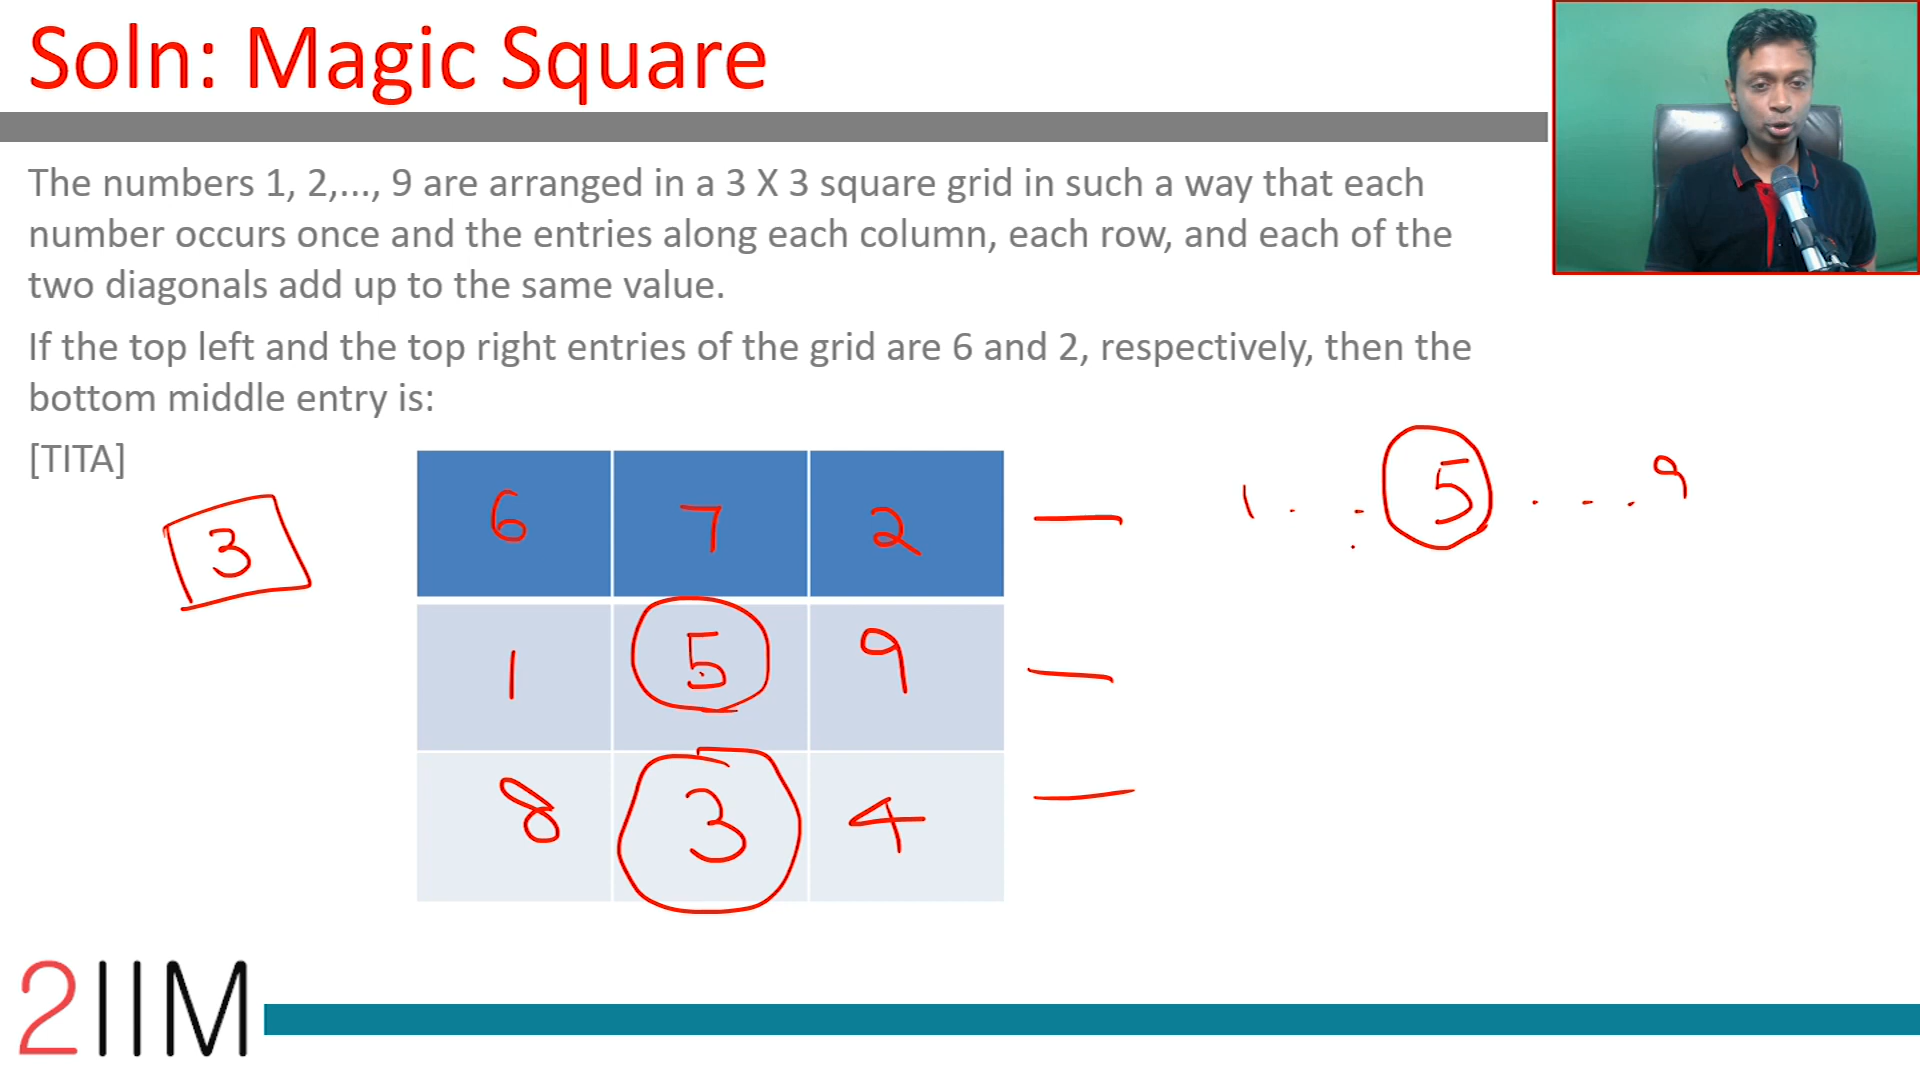 Soln: Magic Square
The numbers 1, 2,..., 9 are arranged in a 3 X 3 square grid in such a way that each
number occurs once and the entries along each column, each row, and each of the
two diagonals add up to the same value.
If the top left and the top right entries of the grid are 6 and 2, respectively, then the
bottom middle entry is:
[TITA]
1 . . 5 . . . 9
3
6 7 2
1 5 9
8 3 4
2IIM